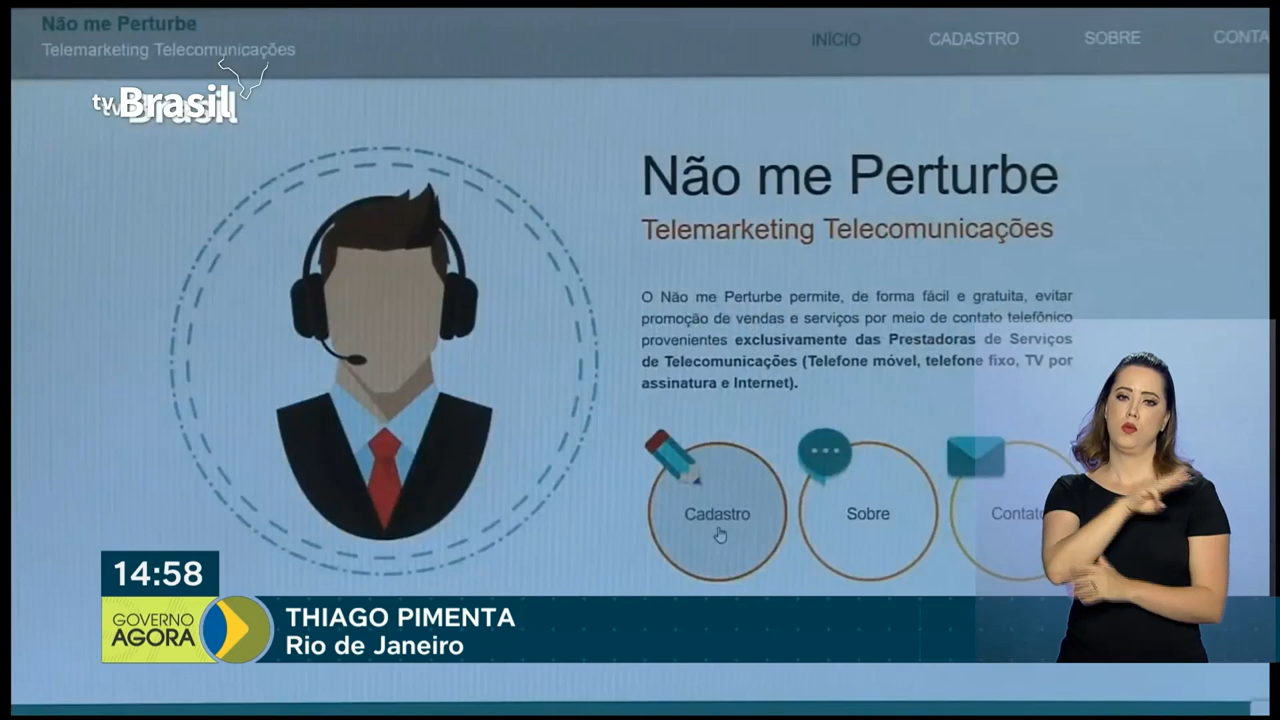 Não me Perturbe
Telemarketing Telecomunicações
INÍCIO CADASTRO SOBRE CONTA
tv Brasil
Não me Perturbe
Telemarketing Telecomunicações
O Não me Perturbe permite, de forma fácil e gratuita, evitar
promoção de vendas e serviços por meio de contato telefônico
provenientes exclusivamente das Prestadoras de Serviços
de Telecomunicações (Telefone móvel, telefone fixo, TV por
assinatura e Internet).
Cadastro
Sobre
Contato
14:58
GOVERNO
AGORA
THIAGO PIMENTA
Rio de Janeiro